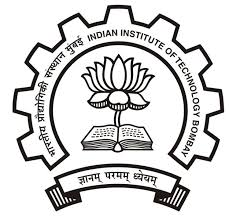 भारतीय प्रौद्योगिकी संस्थान मुंबई
INDIAN INSTITUTE OF TECHNOLOGY BOMBAY
ज्ञानम् परमम् ध्येयम्